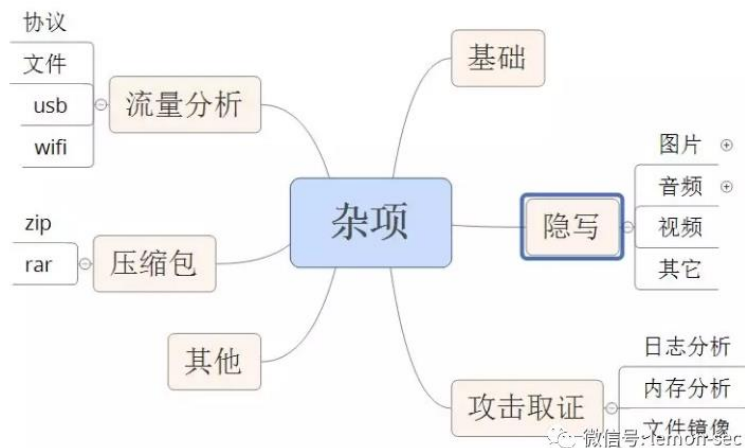 协议
文件
usb
wifi
流量分析
zip
rar
压缩包
其他
杂项
基础
隐写
图片
音频
视频
其它
攻击取证
日志分析
内存分析
文件镜像
微信号:lemon-sec